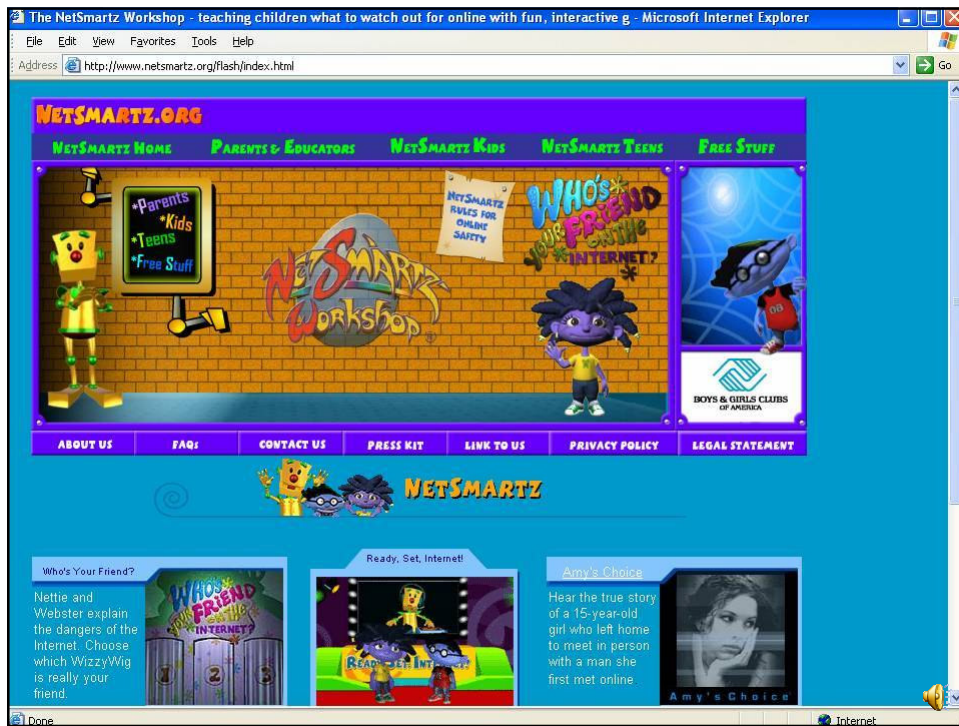 The NetSmartz Workshop - teaching children what to watch out for online with fun, interactive g - Microsoft Internet Explorer
File Edit View Favorites Tools Help
Address http://www.netsmartz.org/flash/index.html Go
NETSMARTZ.ORG
NETSMARTZ HOME PARENTS & EDUCATORS NETSMARTZ KIDS NETSMARTZ TEENS FREE STUFF
*Parents
*Kids
*Teens
*Free Stuff
NETSMARTZ
WORKSHOP
NETSMARTZ
RULES FOR
ONLINE
SAFETY
WHO'S
YOUR FRIEND
ON THE
INTERNET?
08
BOYS & GIRLS CLUBS
OF AMERICA
ABOUT US FAQs CONTACT US PRESS KIT LINK TO US PRIVACY POLICY LEGAL STATEMENT
NETSMARTZ
Who's Your Friend?
Nettie and
Webster explain
the dangers of the
Internet. Choose
which WizzyWig
is really your
friend.
WHO'S
YOUR FRIEND
ON THE
INTERNET?
1 2 3
Ready, Set, Internet!
READY, SET, INTERNET!
Amy's Choice
Hear the true story
of a 15-year-old
girl who left home
to meet in person
with a man she
first met online
Amy's Choice
Done Internet